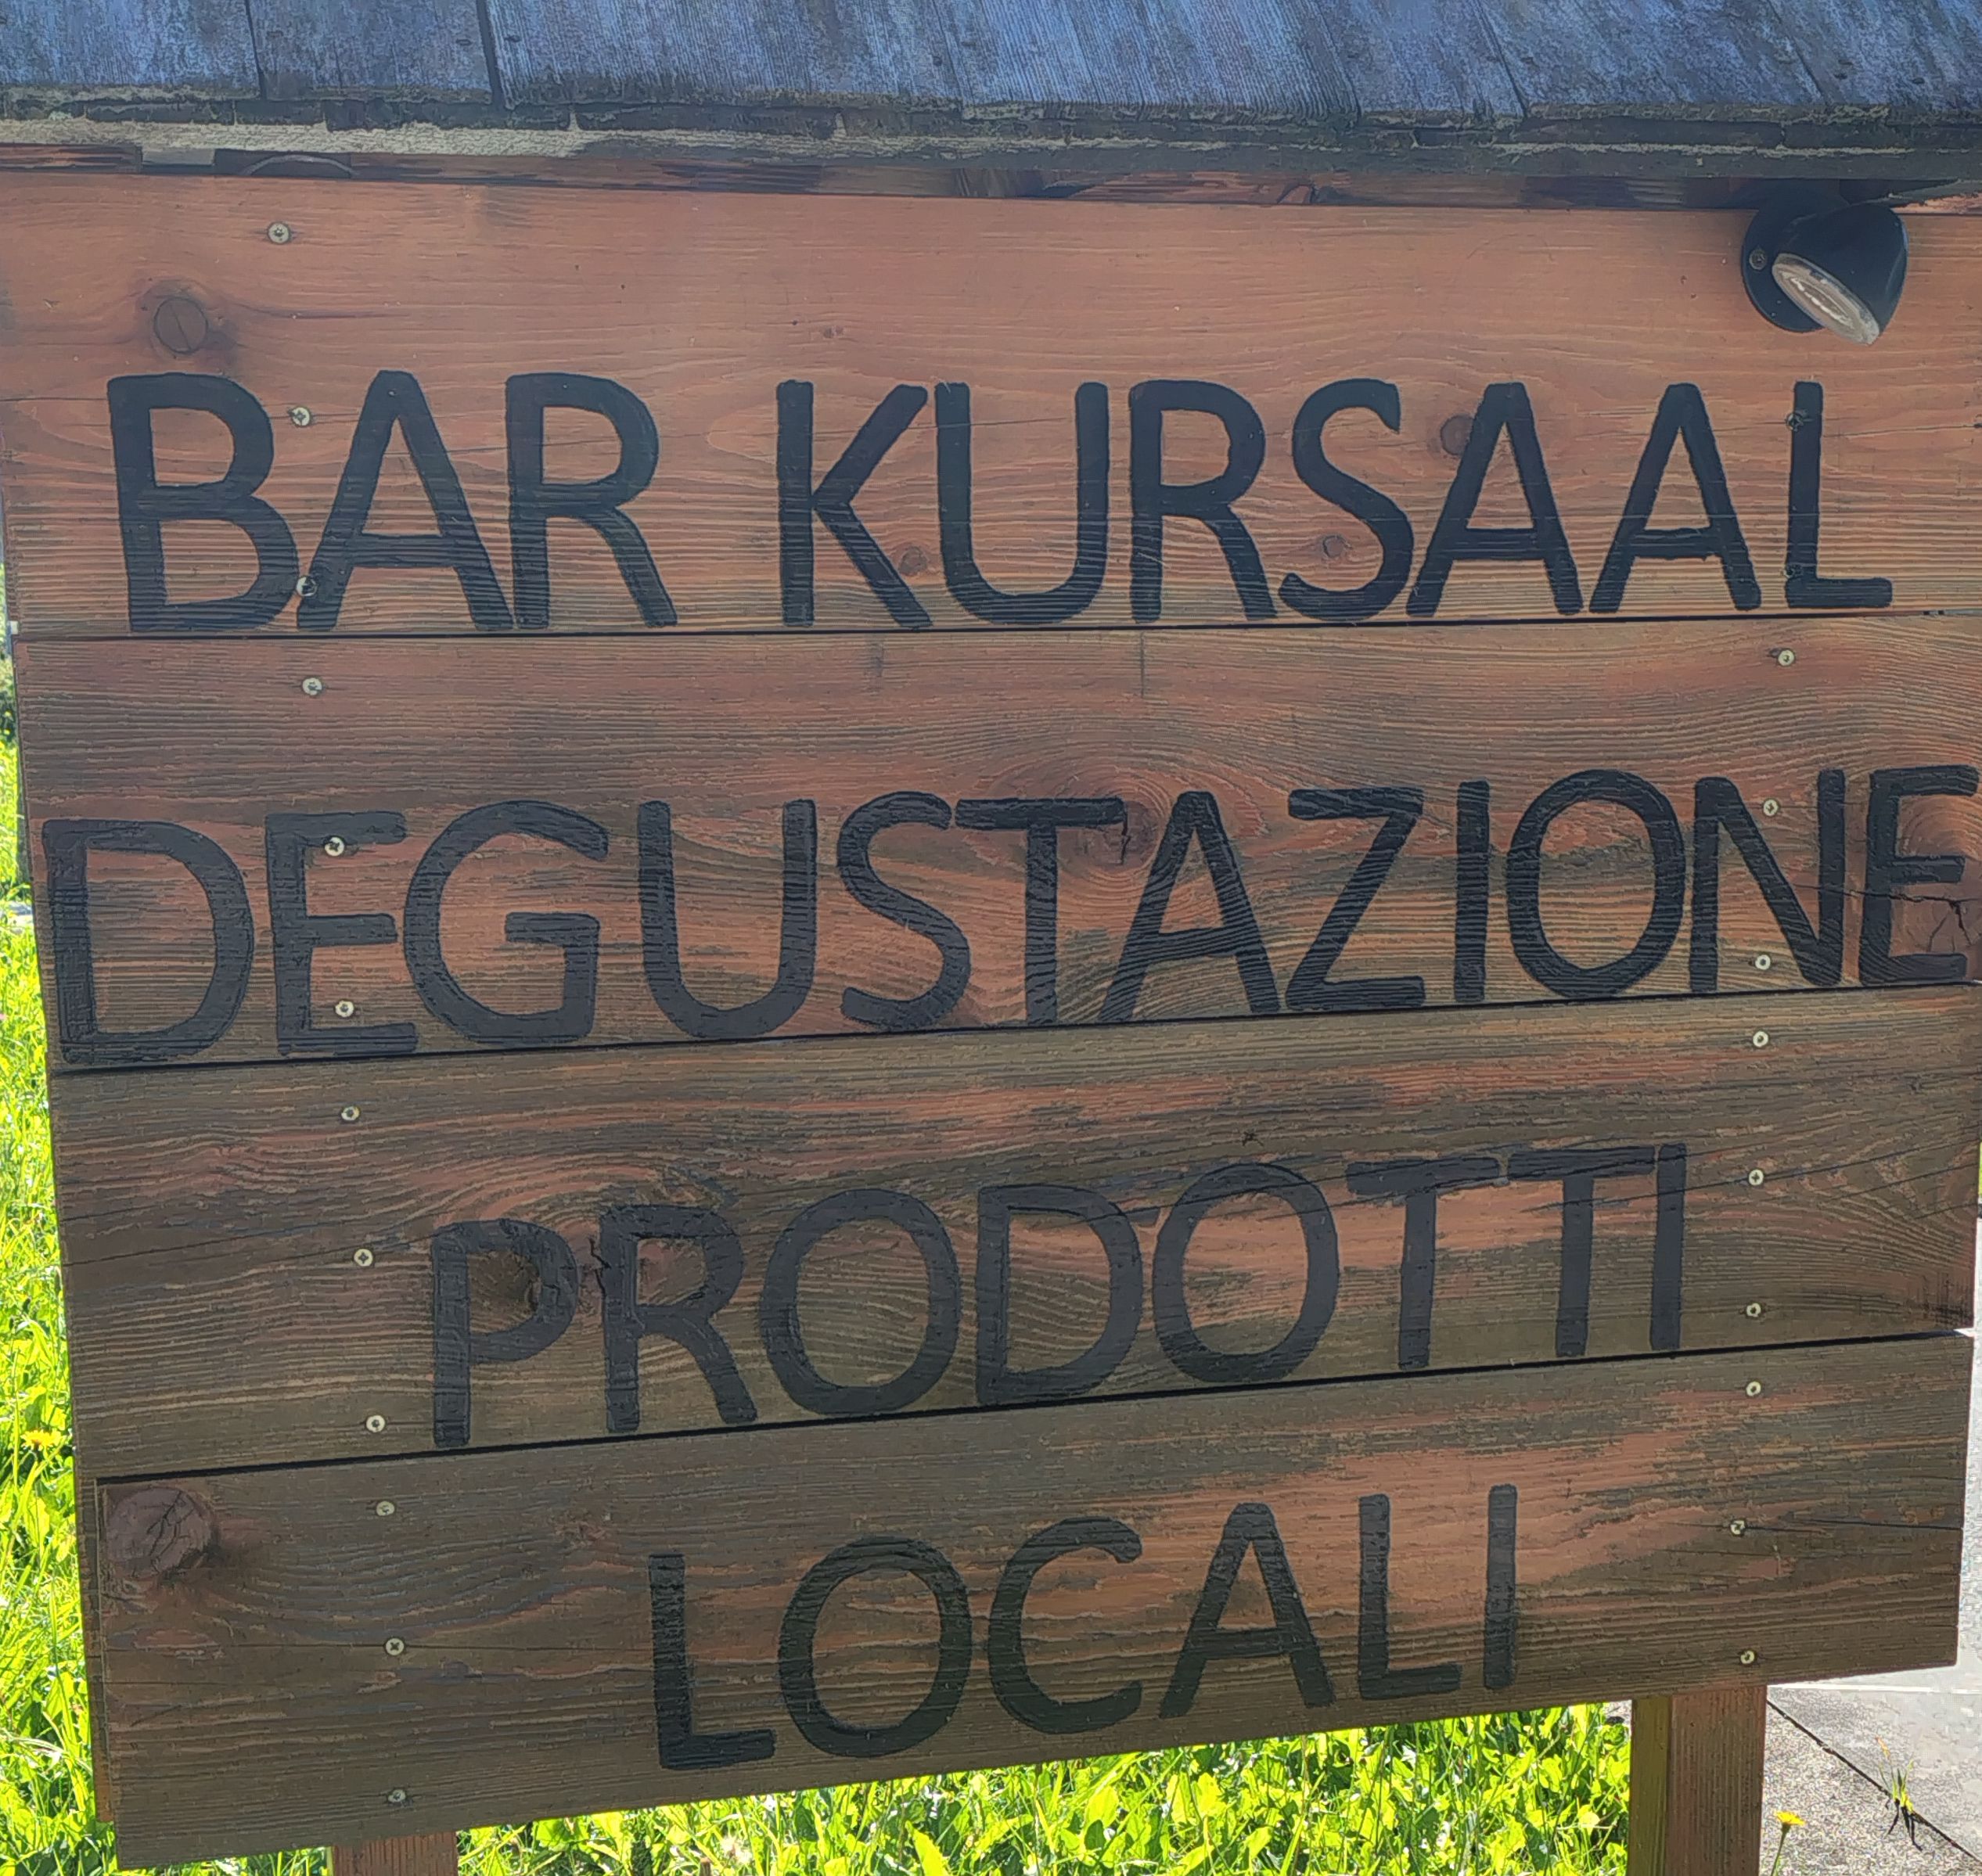 BAR KURSAAL
DEGUSTAZIONE
PRODOTTI
LOCALI